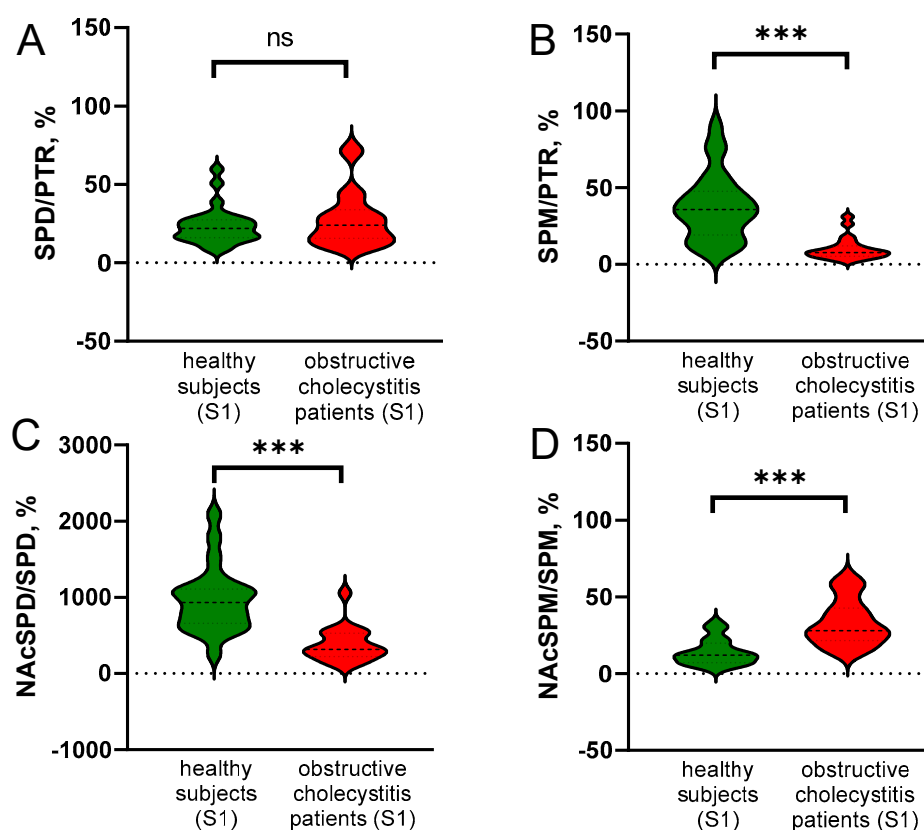 A
SPD/PTR, %
150
100
50
0
-50
ns
healthy
subjects
(S1)
obstructive
cholecystitis
patients (S1)
B
SPM/PTR, %
150
100
50
0
-50
***
healthy
subjects
(S1)
obstructive
cholecystitis
patients (S1)
C
NAcSPD/SPD, %
3000
2000
1000
0
-1000
***
healthy
subjects
(S1)
obstructive
cholecystitis
patients (S1)
D
NAcSPM/SPM, %
150
100
50
0
-50
***
healthy
subjects
(S1)
obstructive
cholecystitis
patients (S1)